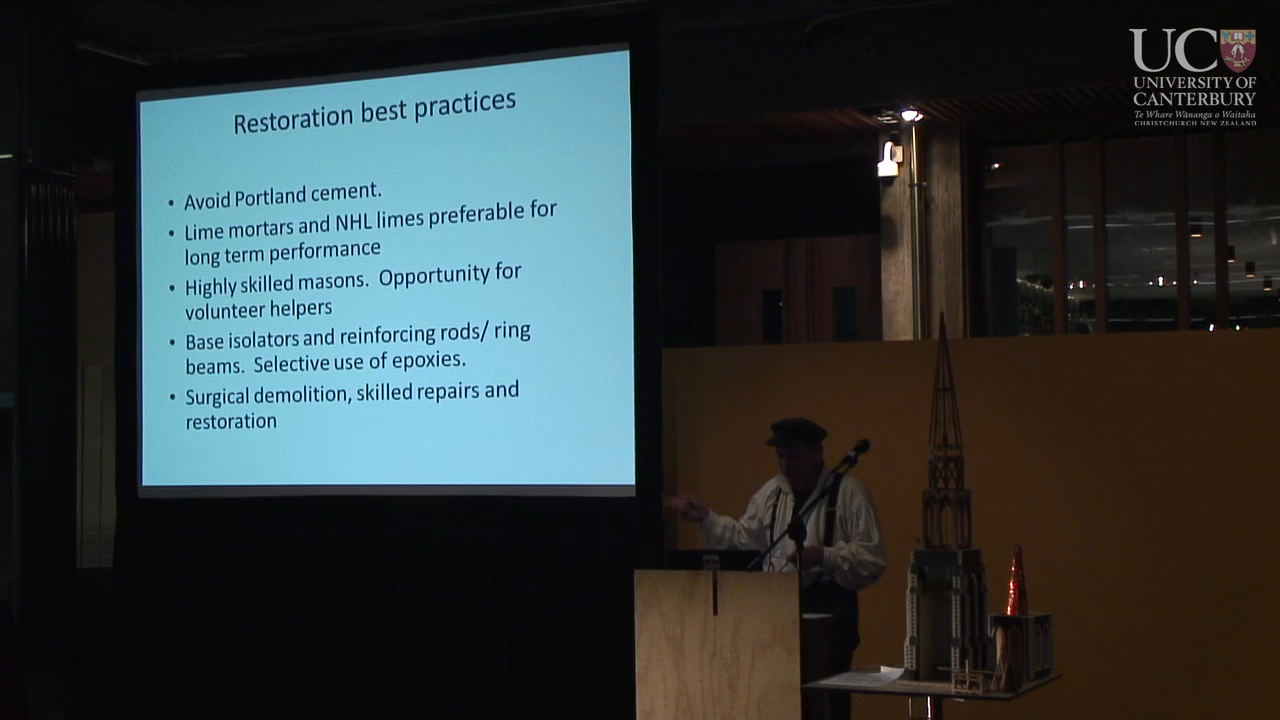 Restoration best practices
• Avoid Portland cement.
• Lime mortars and NHL limes preferable for
long term performance
• Highly skilled masons.  Opportunity for
volunteer helpers
• Base isolators and reinforcing rods/ ring
beams.  Selective use of epoxies.
• Surgical demolition, skilled repairs and
restoration
UC
UNIVERSITY OF
CANTERBURY
Te Whare Wānanga o Waitaha
CHRISTCHURCH NEW ZEALAND